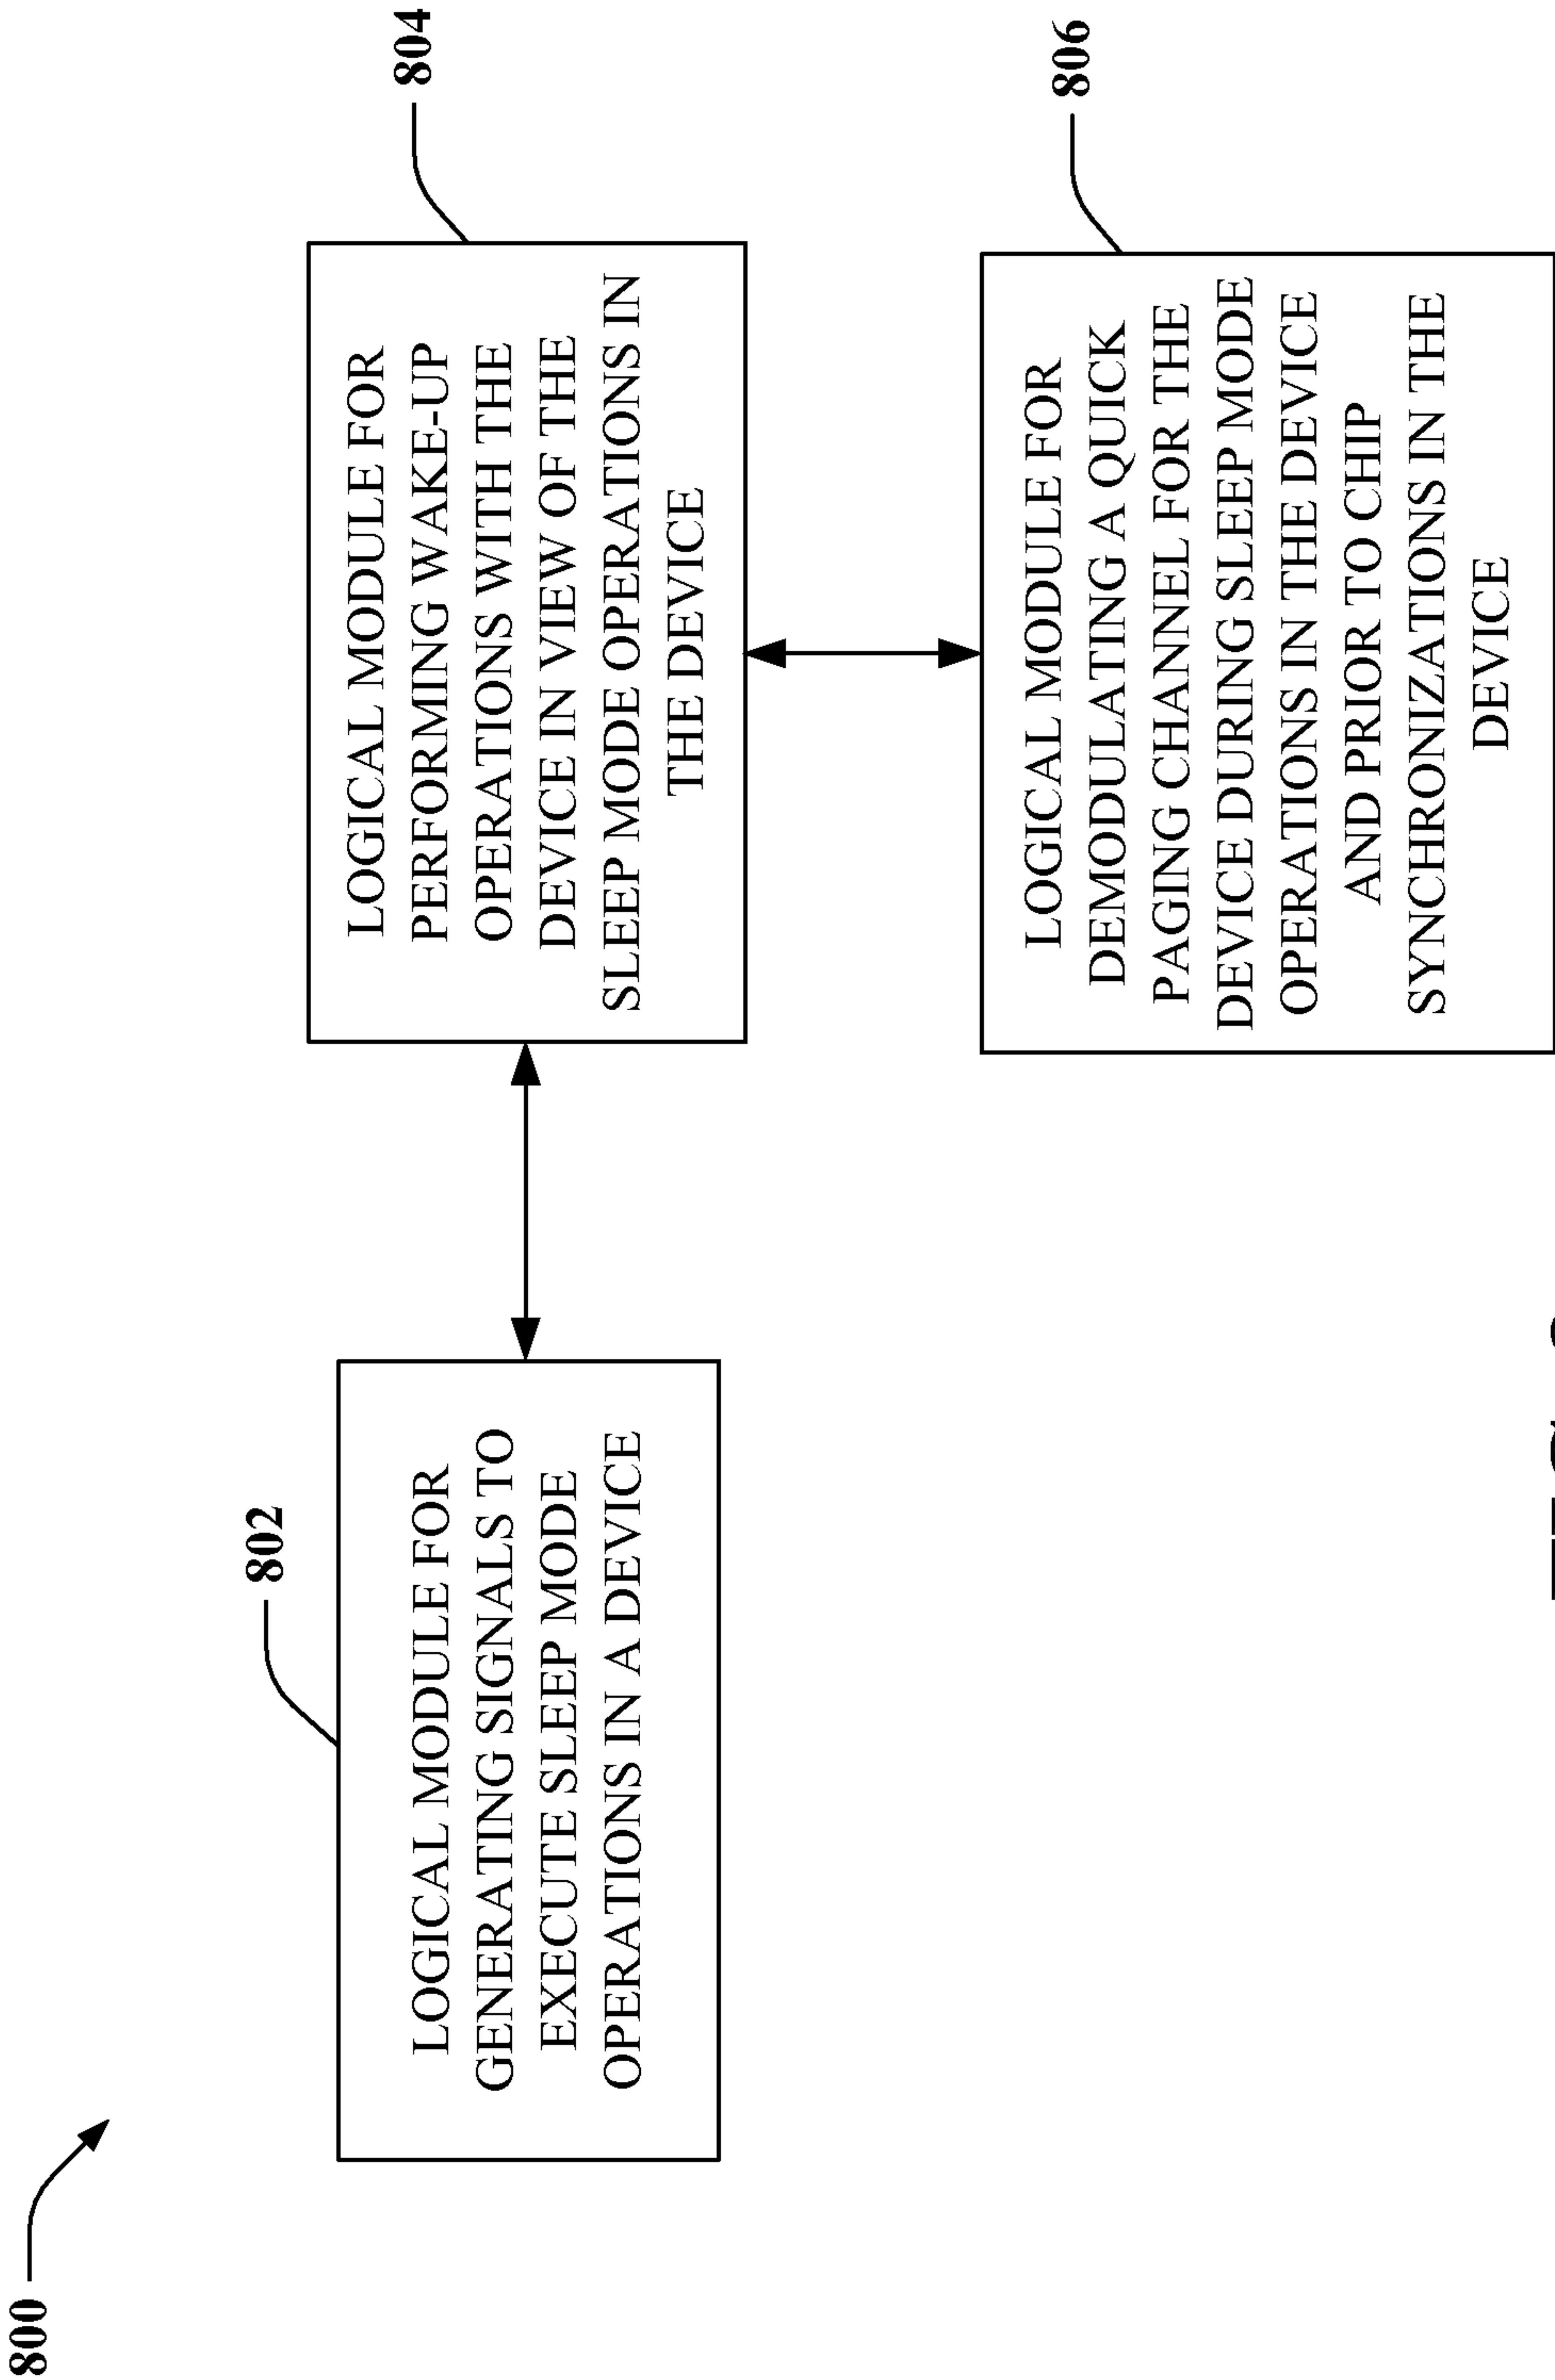 800
802
LOGICAL MODULE FOR
GENERATING SIGNALS TO
EXECUTE SLEEP MODE
OPERATIONS IN A DEVICE
804
LOGICAL MODULE FOR
PERFORMING WAKE-UP
OPERATIONS WITH THE
DEVICE IN VIEW OF THE
SLEEP MODE OPERATIONS IN
THE DEVICE
806
LOGICAL MODULE FOR
DEMODULATING A QUICK
PAGING CHANNEL FOR THE
DEVICE DURING SLEEP MODE
OPERATIONS IN THE DEVICE
AND PRIOR TO CHIP
SYNCHRONIZATIONS IN THE
DEVICE